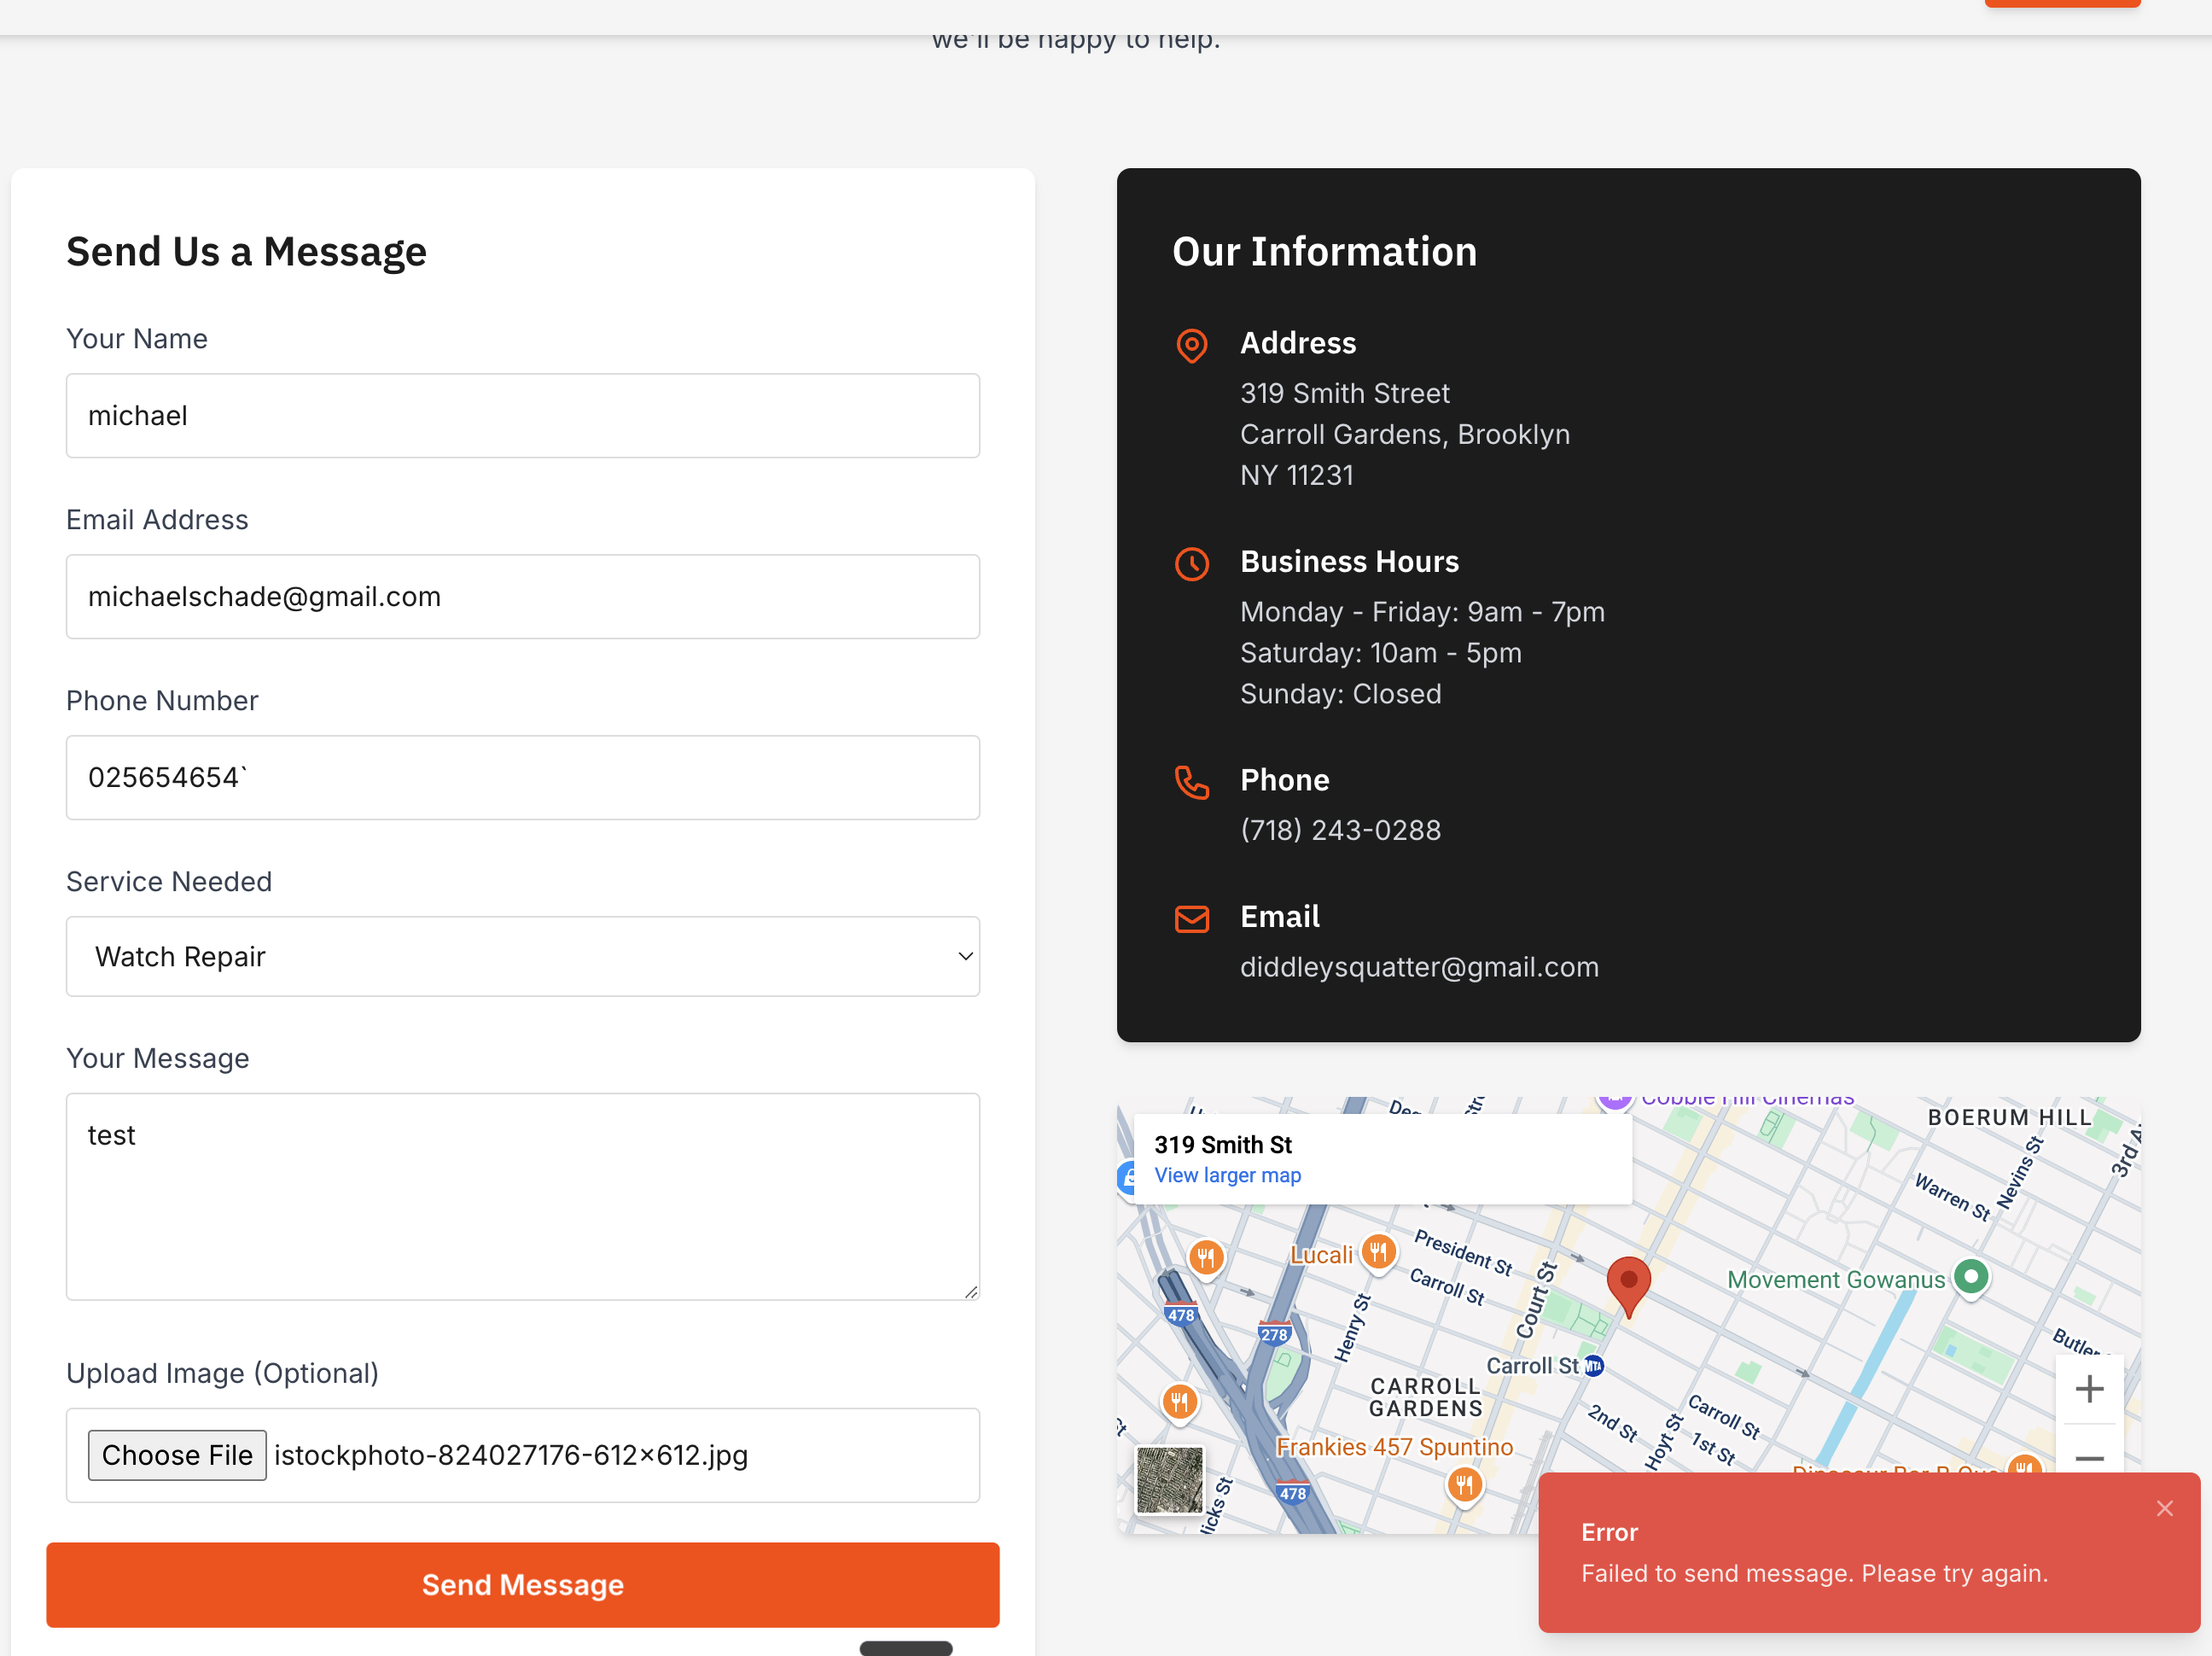 we'll be happy to help.
Send Us a Message
Your Name
michael
Email Address
michaelschade@gmail.com
Phone Number
025654654`
Service Needed
Watch Repair
Your Message
test
Upload Image (Optional)
Choose File istockphoto-824027176-612×612.jpg
Send Message
Our Information
Address
319 Smith Street
Carroll Gardens, Brooklyn
NY 11231
Business Hours
Monday - Friday: 9am - 7pm
Saturday: 10am - 5pm
Sunday: Closed
Phone
(718) 243-0288
Email
diddleysquatter@gmail.com
Cobble Hill Cinemas
BOERUM HILL
319 Smith St
View larger map
Nevins St
Warren St
3rd
President St
Lucali
Carroll St
Court St
Movement Gowanus
Henry St
478
278
Butler
Carroll St
MTA
CARROLL
GARDENS
Carroll St
2nd St
Hoyt St
1st St
Frankies 457 Spuntino
478
Dinosaur Bar-B-Que
Error
Failed to send message. Please try again.